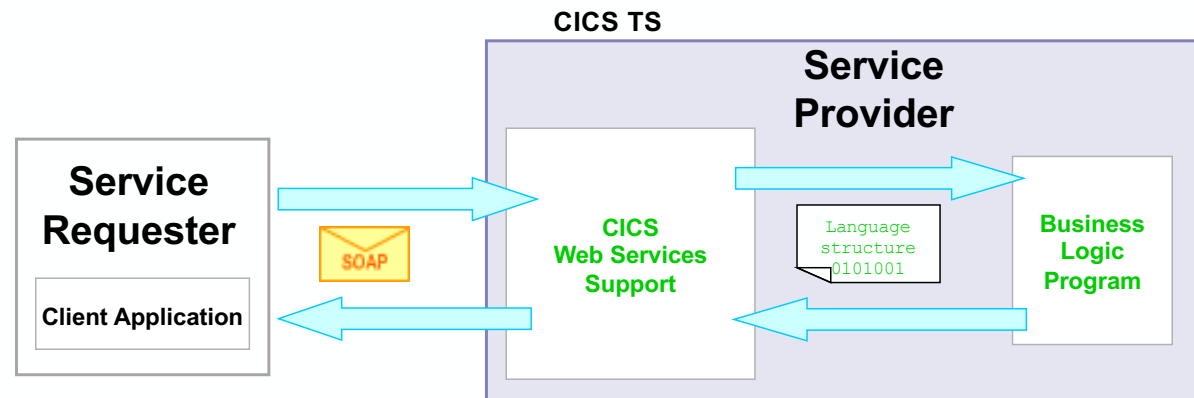 CICS TS
Service
Provider
Service
Requester
Client Application
SOAP
CICS
Web Services
Support
Language
structure
0101001
Business
Logic
Program